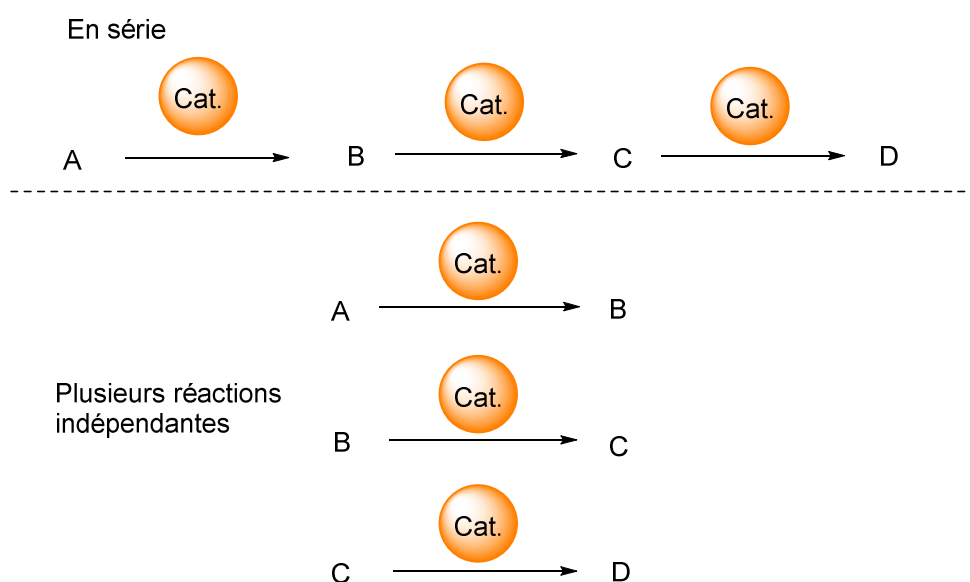 En série
Cat. Cat. Cat.
A B C D
Cat.
A B
Plusieurs réactions
indépendantes
Cat.
B C
Cat.
C D